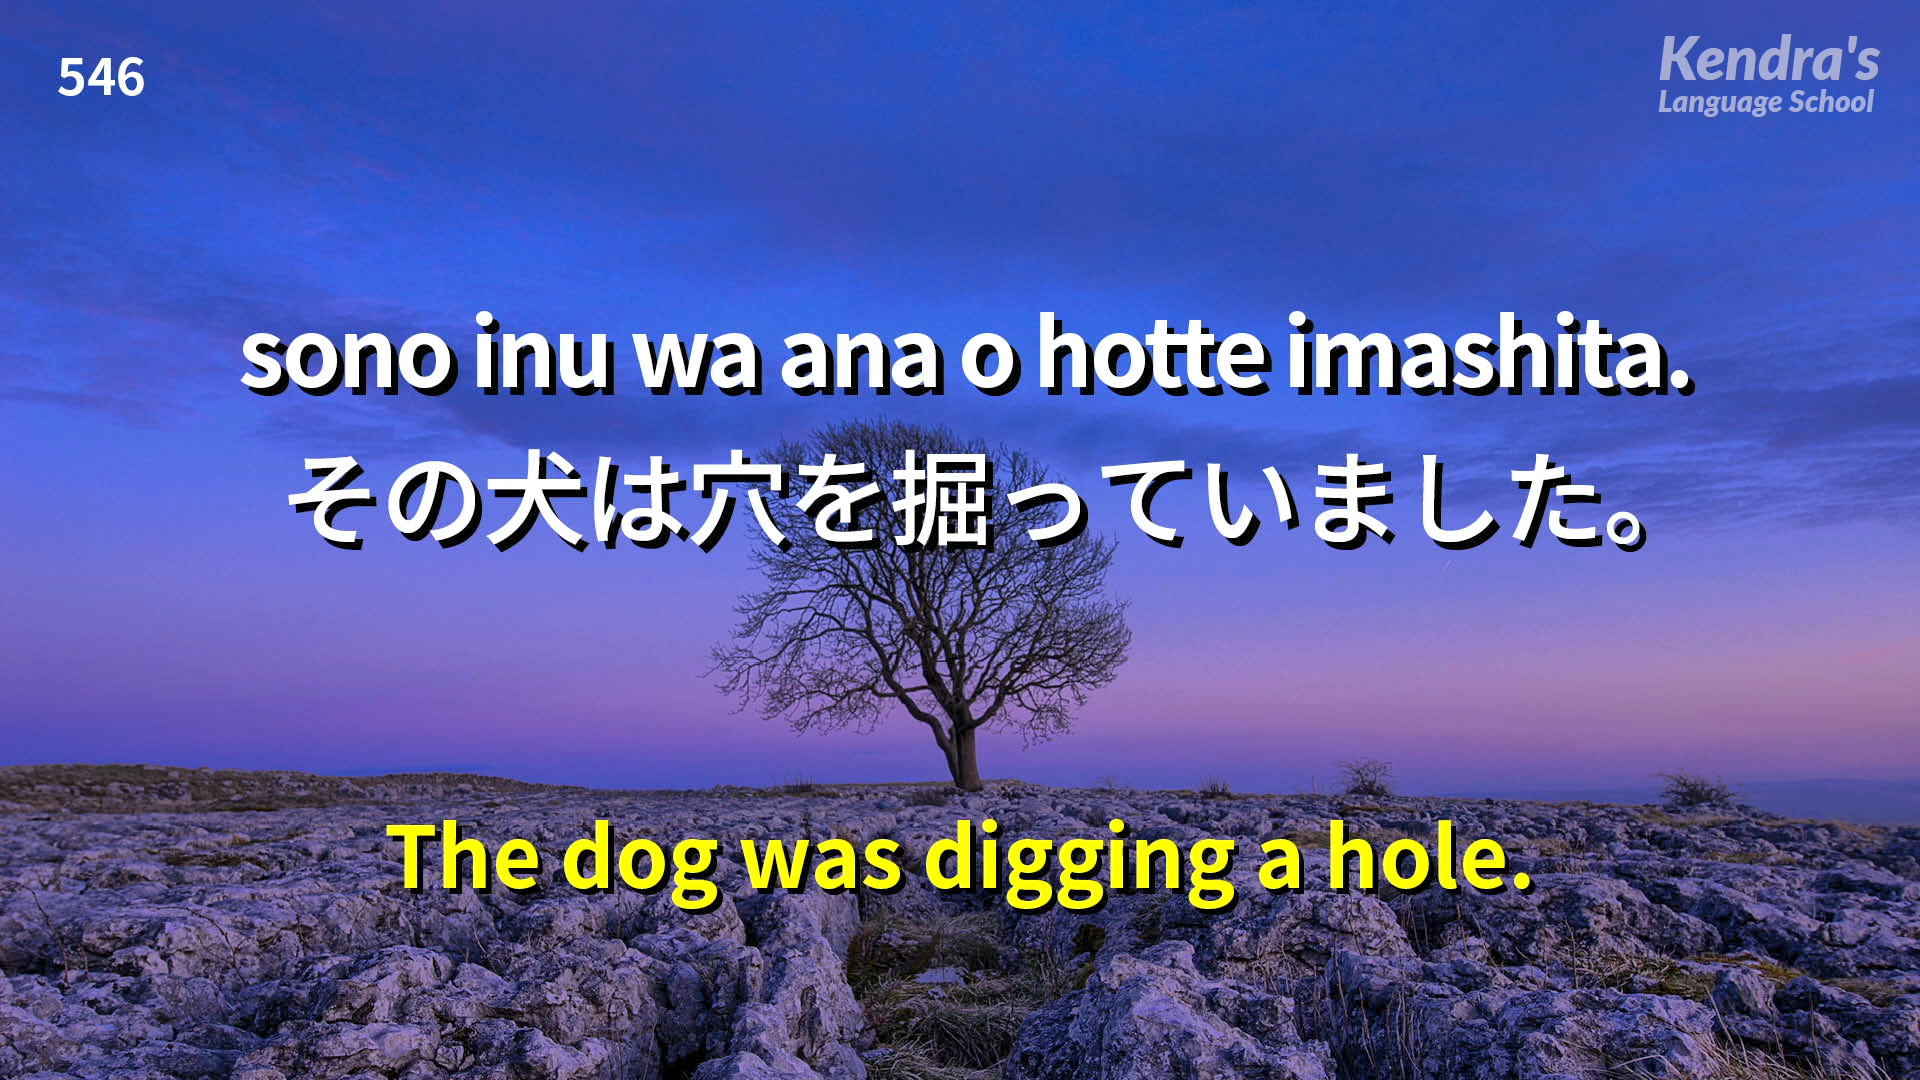 546
Kendra's
Language School
sono inu wa ana o hotte imashita.
その犬は穴を掘っていました。
The dog was digging a hole.